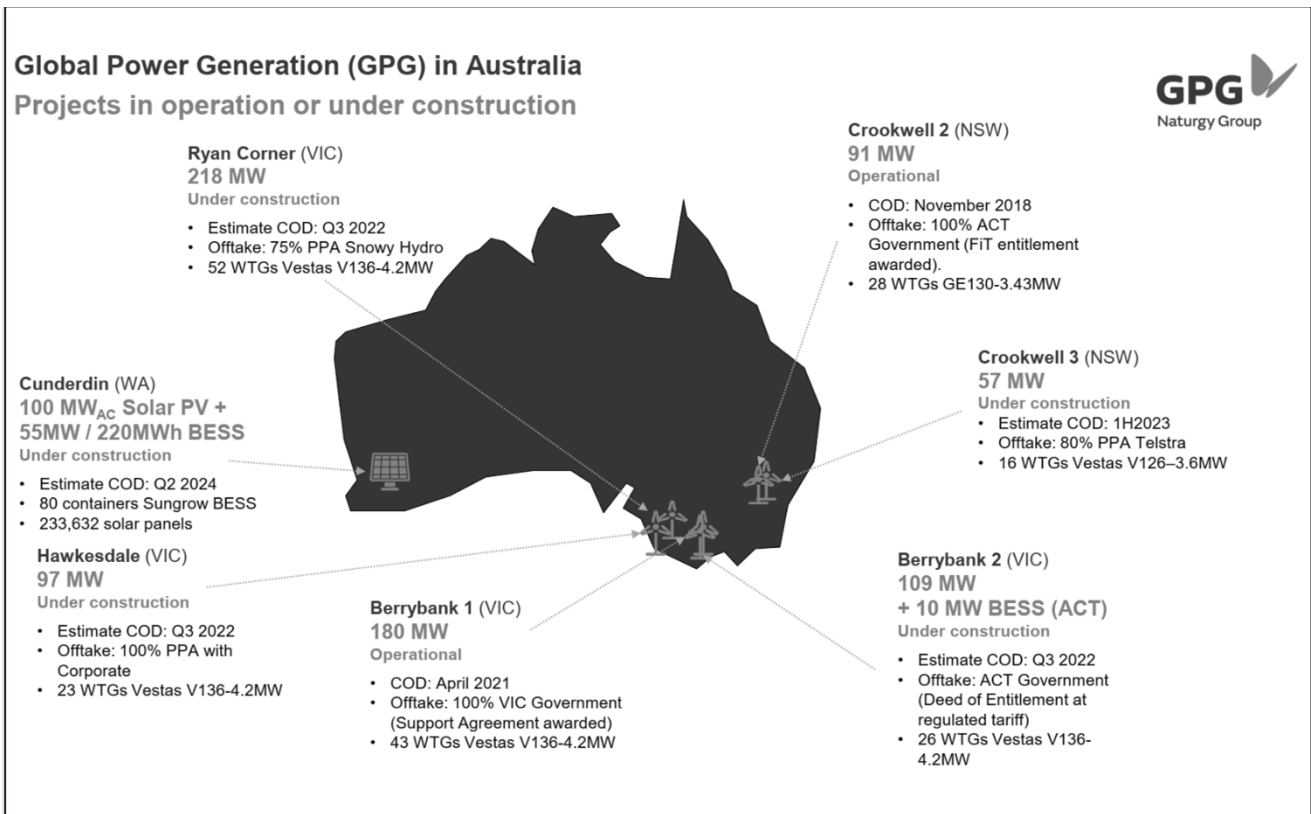 Global Power Generation (GPG) in Australia
Projects in operation or under construction
GPG
Naturgy Group
Ryan Corner (VIC)
218 MW
Under construction
• Estimate COD: Q3 2022
• Offtake: 75% PPA Snowy Hydro
• 52 WTGs Vestas V136-4.2MW
Crookwell 2 (NSW)
91 MW
Operational
• COD: November 2018
• Offtake: 100% ACT
Government (FiT entitlement
awarded).
• 28 WTGs GE130-3.43MW
Crookwell 3 (NSW)
57 MW
Under construction
• Estimate COD: 1H2023
• Offtake: 80% PPA Telstra
• 16 WTGs Vestas V126–3.6MW
Cunderdin (WA)
100 MWAC Solar PV +
55MW / 220MWh BESS
Under construction
• Estimate COD: Q2 2024
• 80 containers Sungrow BESS
• 233,632 solar panels
Hawkesdale (VIC)
97 MW
Under construction
• Estimate COD: Q3 2022
• Offtake: 100% PPA with
Corporate
• 23 WTGs Vestas V136-4.2MW
Berrybank 1 (VIC)
180 MW
Operational
• COD: April 2021
• Offtake: 100% VIC Government
(Support Agreement awarded)
• 43 WTGs Vestas V136-4.2MW
Berrybank 2 (VIC)
109 MW
+ 10 MW BESS (ACT)
Under construction
• Estimate COD: Q3 2022
• Offtake: ACT Government
(Deed of Entitlement at
regulated tariff)
• 26 WTGs Vestas V136-
4.2MW